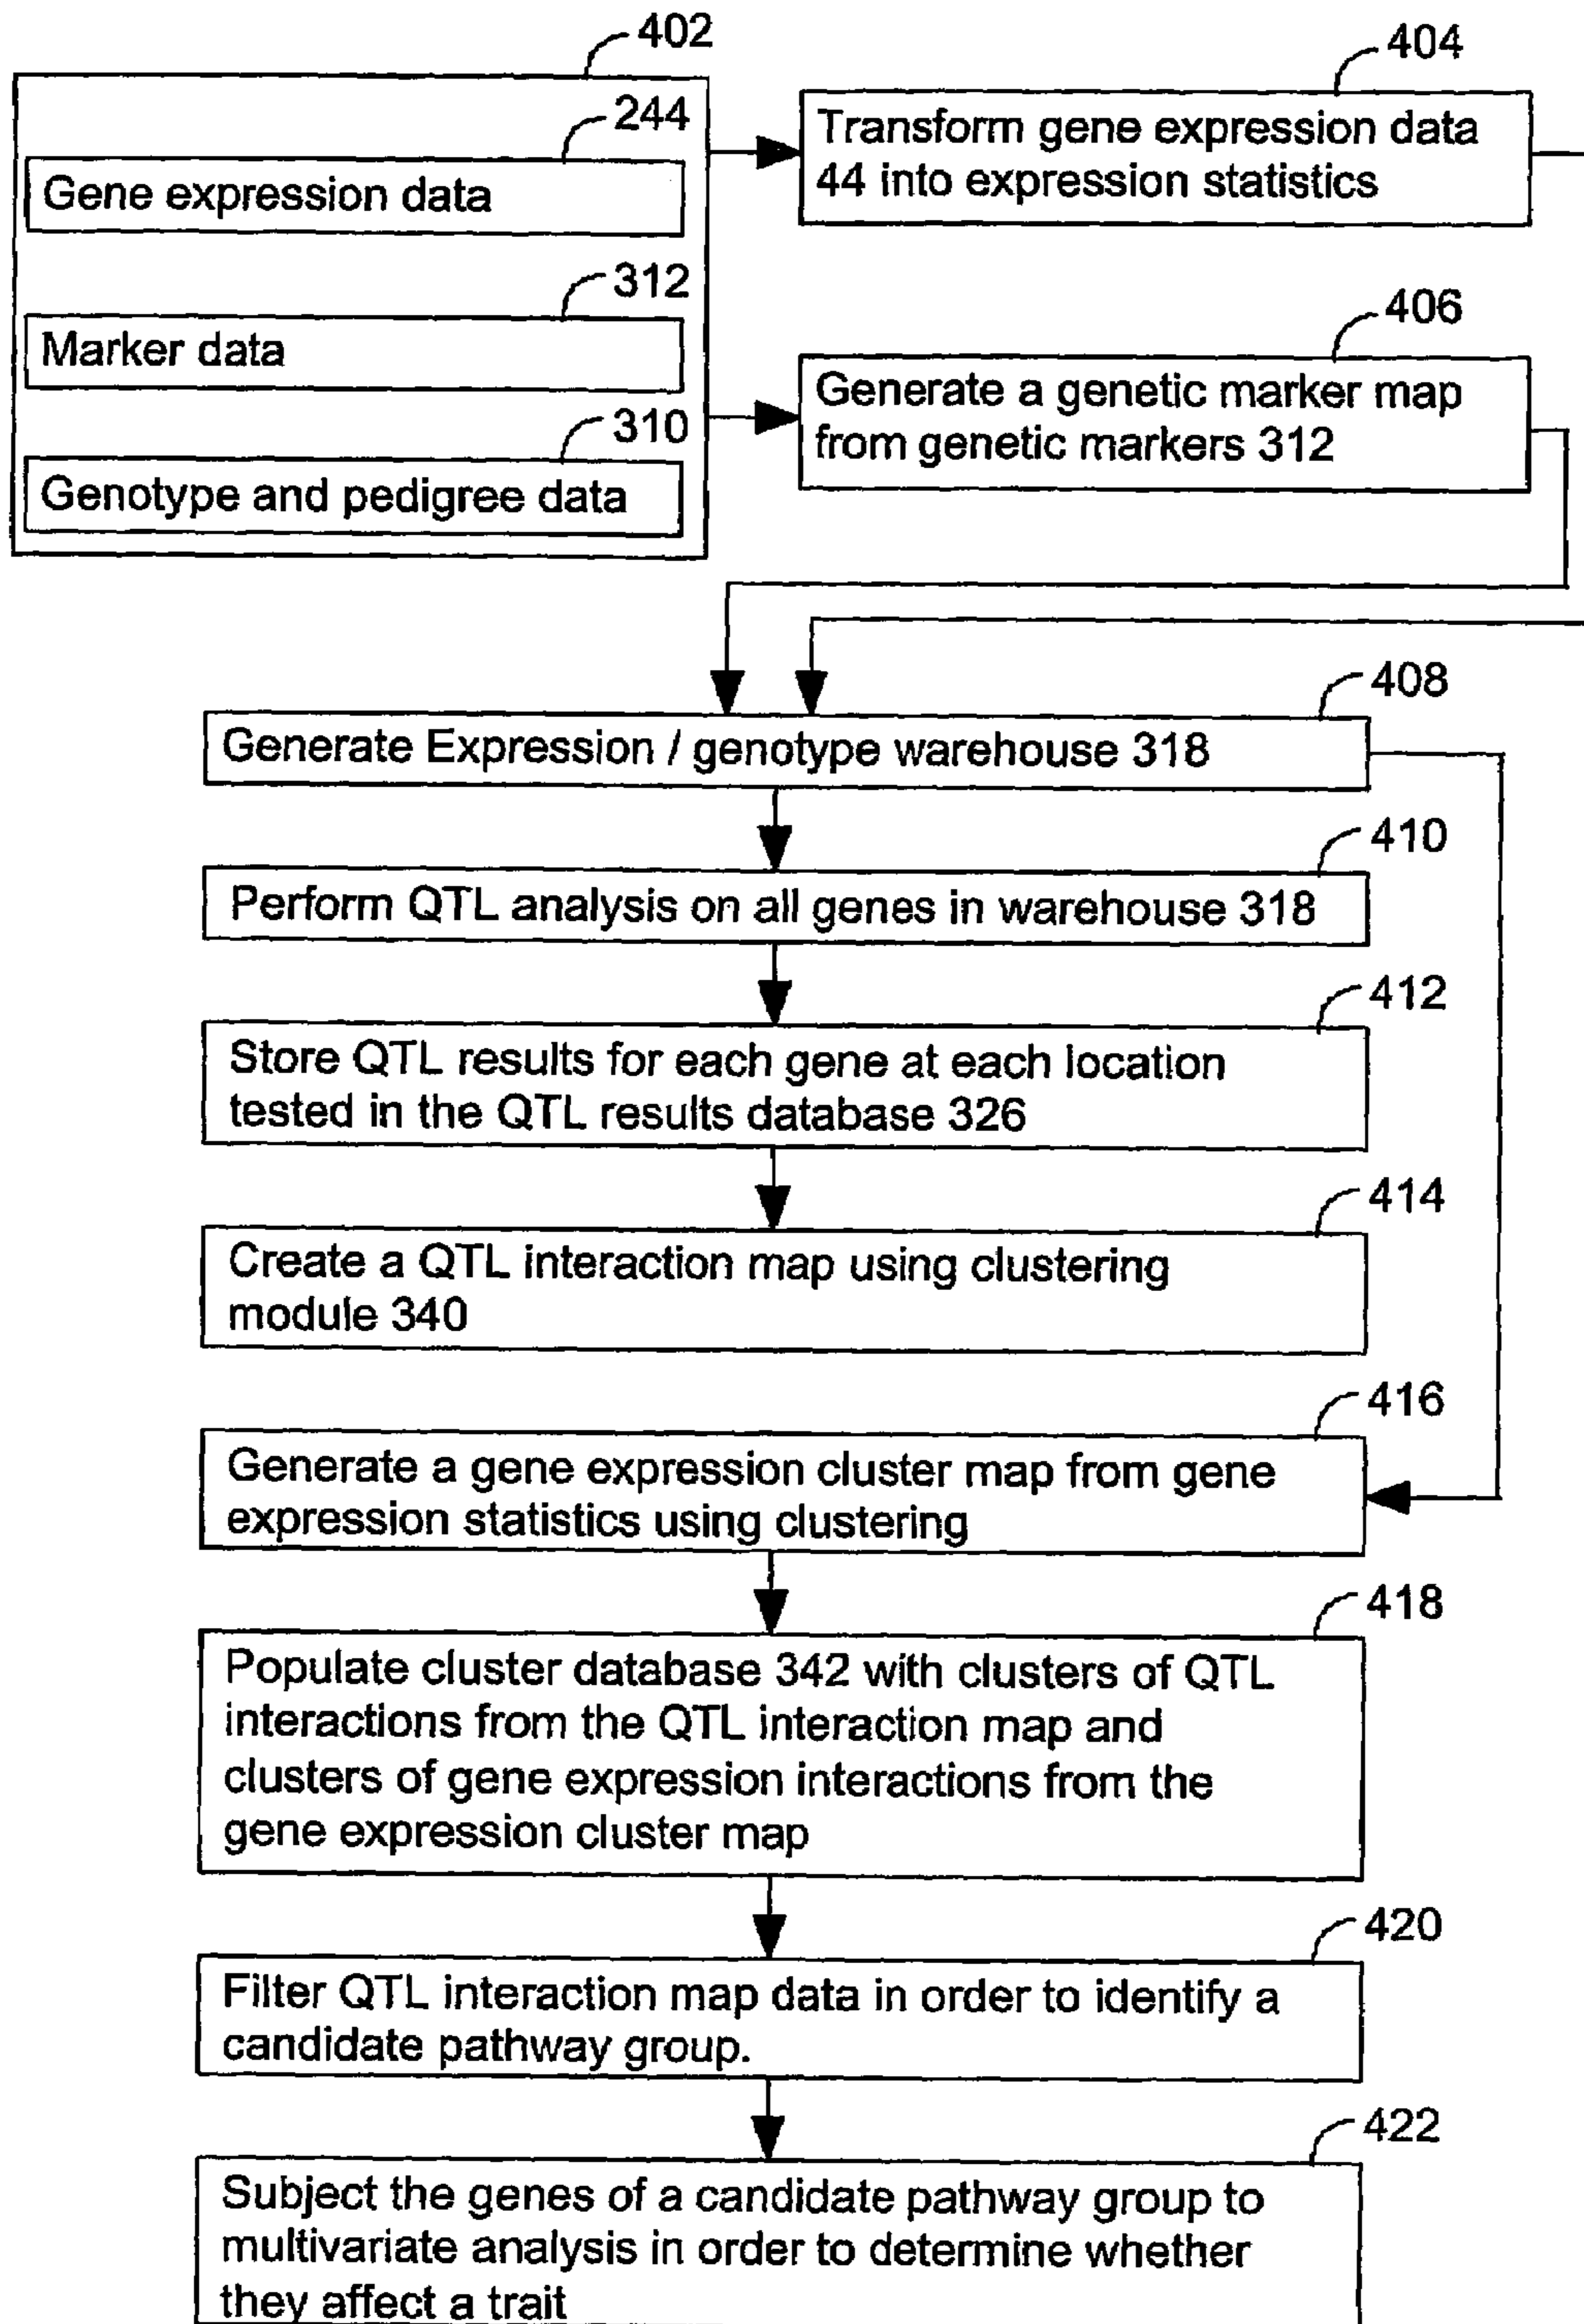 402
244
Gene expression data
312
Marker data
310
Genotype and pedigree data
404
Transform gene expression data
44 into expression statistics
406
Generate a genetic marker map
from genetic markers 312
408
Generate Expression / genotype warehouse 318
410
Perform QTL analysis on all genes in warehouse 318
412
Store QTL results for each gene at each location
tested in the QTL results database 326
414
Create a QTL interaction map using clustering
module 340
416
Generate a gene expression cluster map from gene
expression statistics using clustering
418
Populate cluster database 342 with clusters of QTL
interactions from the QTL interaction map and
clusters of gene expression interactions from the
gene expression cluster map
420
Filter QTL interaction map data in order to identify a
candidate pathway group.
422
Subject the genes of a candidate pathway group to
multivariate analysis in order to determine whether
they affect a trait